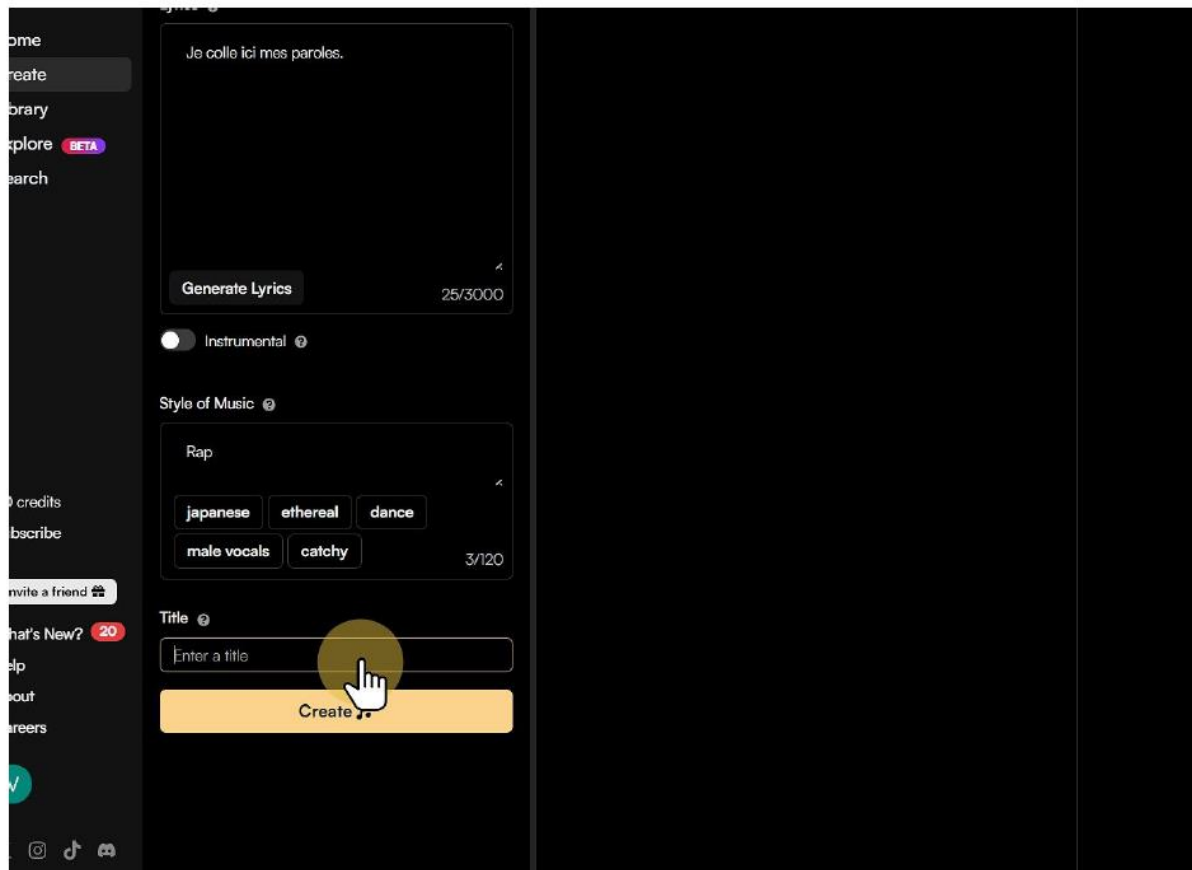 ome
reate
brary
xplore BETA
earch
credits
bscribe
nvite a friend
hat's New? 20
elp
bout
areers
Lyrics
Je colle ici mes paroles.
Generate Lyrics
25/3000
Instrumental
Style of Music
Rap
japanese ethereal dance
male vocals catchy
3/120
Title
Enter a title
Create